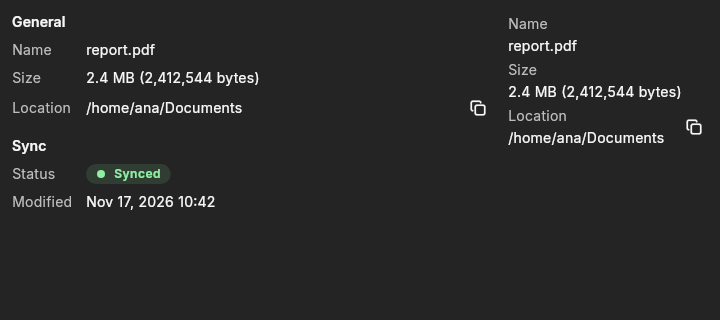 General
Name report.pdf
Size 2.4 MB (2,412,544 bytes)
Location /home/ana/Documents
Sync
Status Synced
Modified Nov 17, 2026 10:42
Name
report.pdf
Size
2.4 MB (2,412,544 bytes)
Location
/home/ana/Documents